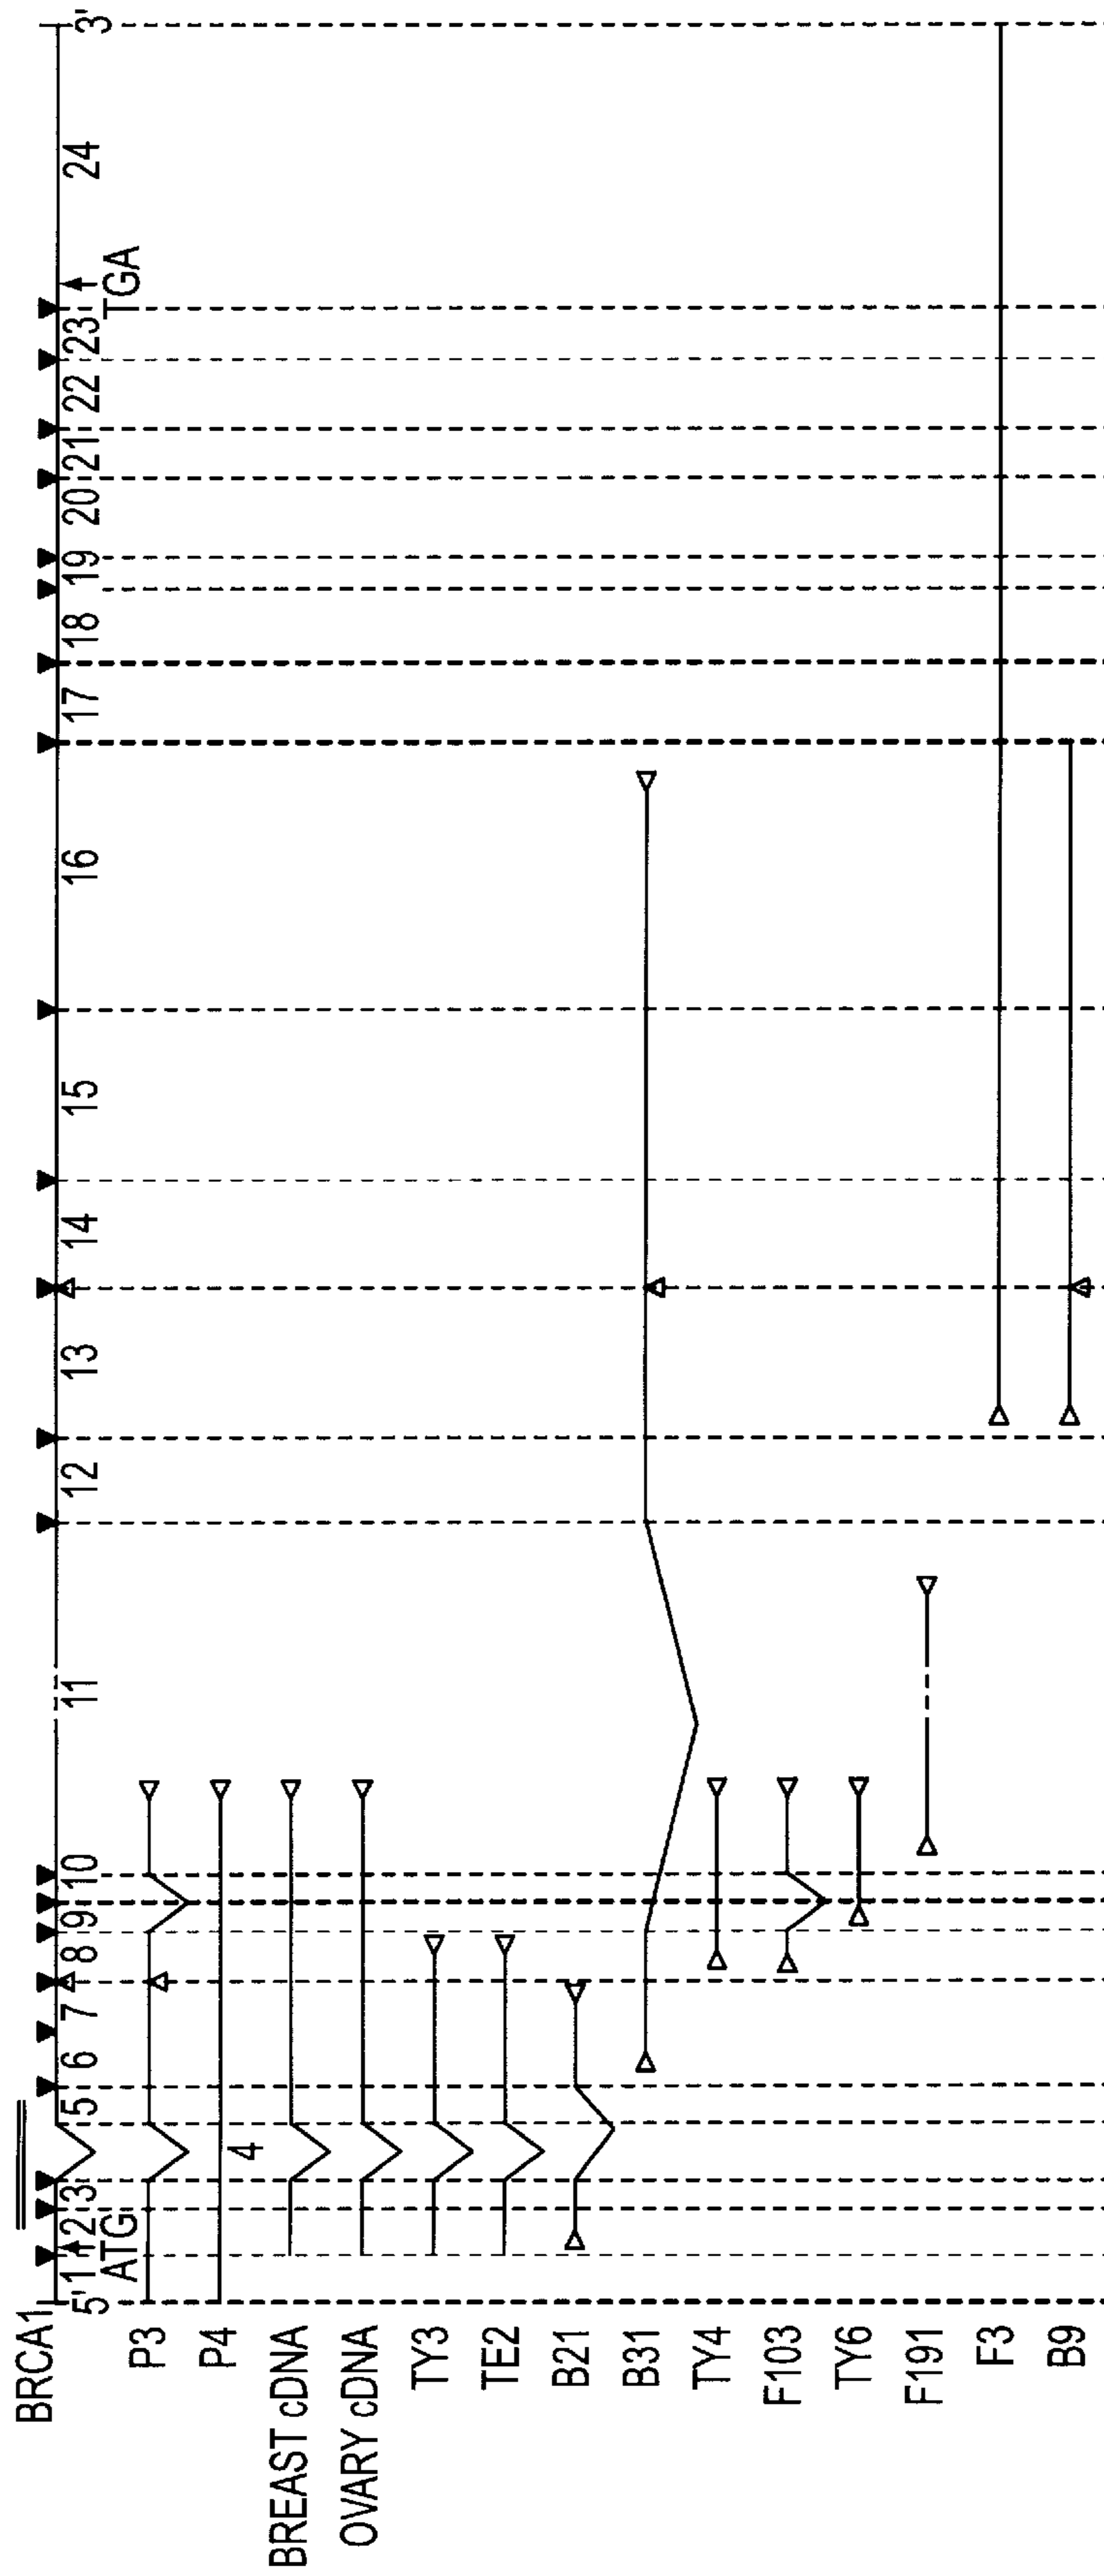 BRCA1
5' 1 2 3 5 6 7 8 9 10 11 12 13 14 15 16 17 18 19 20 21 22 23 24 3'
ATG TGA
P3
P4
4
BREAST cDNA
OVARY cDNA
TY3
TE2
B21
B31
TY4
F103
TY6
F191
F3
B9